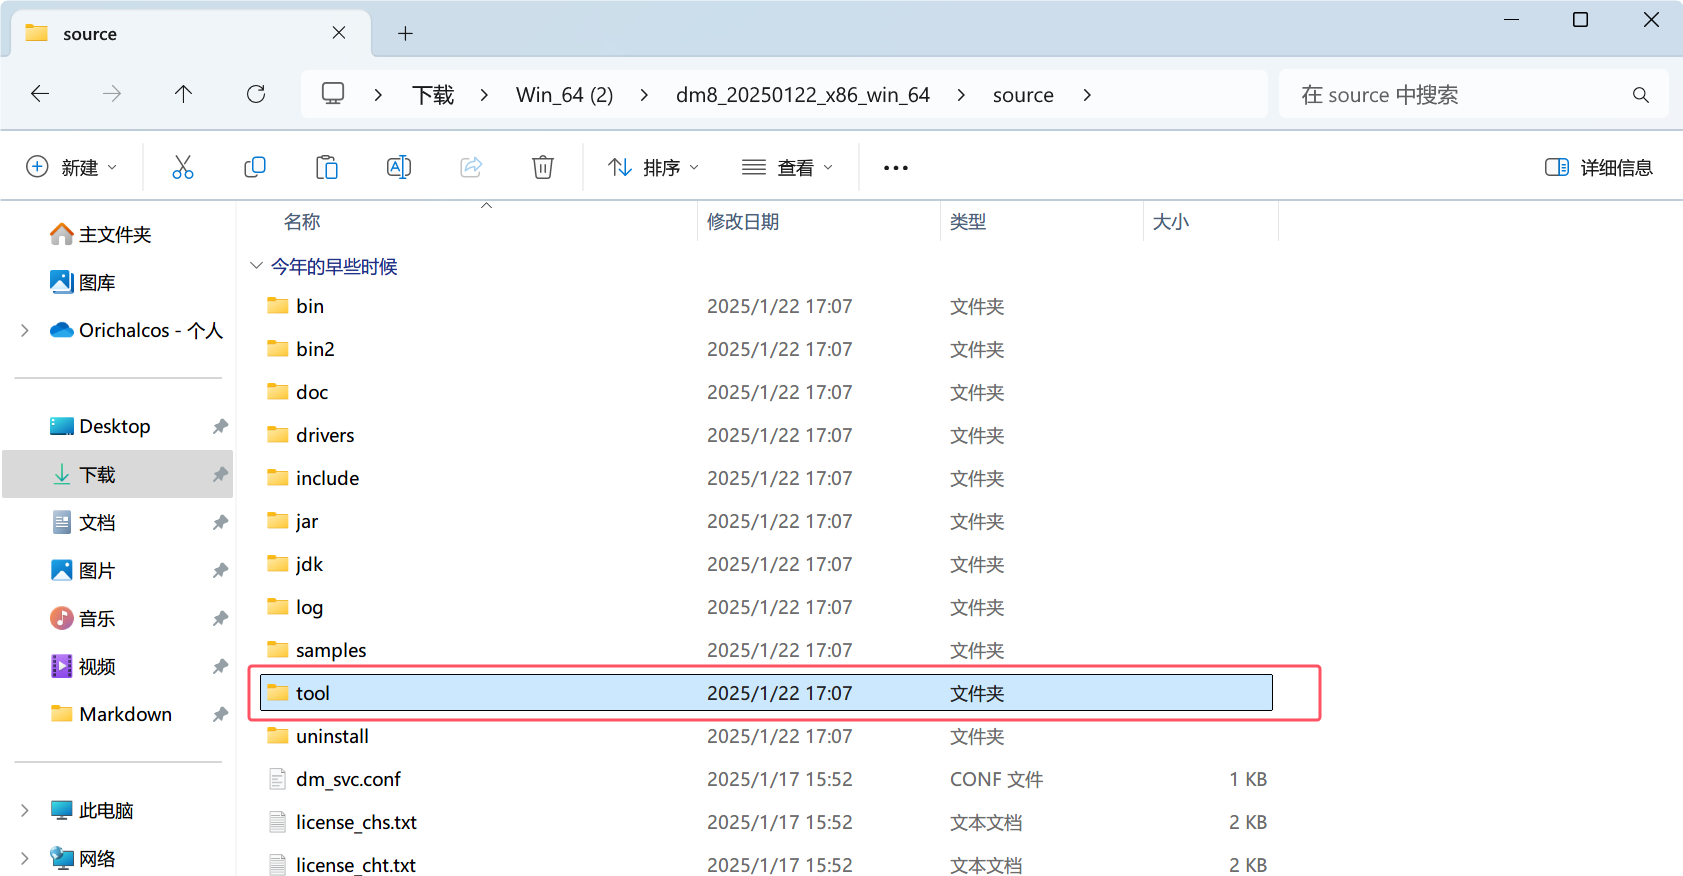 source
下载 > Win_64 (2) > dm8_20250122_x86_win_64 > source >
在 source 中搜索
新建 排序 查看 ... 详细信息
主文件夹
图库
Orichalcos - 个人
Desktop
下载
文档
图片
音乐
视频
Markdown
此电脑
网络
名称 修改日期 类型 大小
今年的早些时候
bin 2025/1/22 17:07 文件夹
bin2 2025/1/22 17:07 文件夹
doc 2025/1/22 17:07 文件夹
drivers 2025/1/22 17:07 文件夹
include 2025/1/22 17:07 文件夹
jar 2025/1/22 17:07 文件夹
jdk 2025/1/22 17:07 文件夹
log 2025/1/22 17:07 文件夹
samples 2025/1/22 17:07 文件夹
tool 2025/1/22 17:07 文件夹
uninstall 2025/1/22 17:07 文件夹
dm_svc.conf 2025/1/17 15:52 CONF 文件 1 KB
license_chs.txt 2025/1/17 15:52 文本文档 2 KB
license_cht.txt 2025/1/17 15:52 文本文档 2 KB